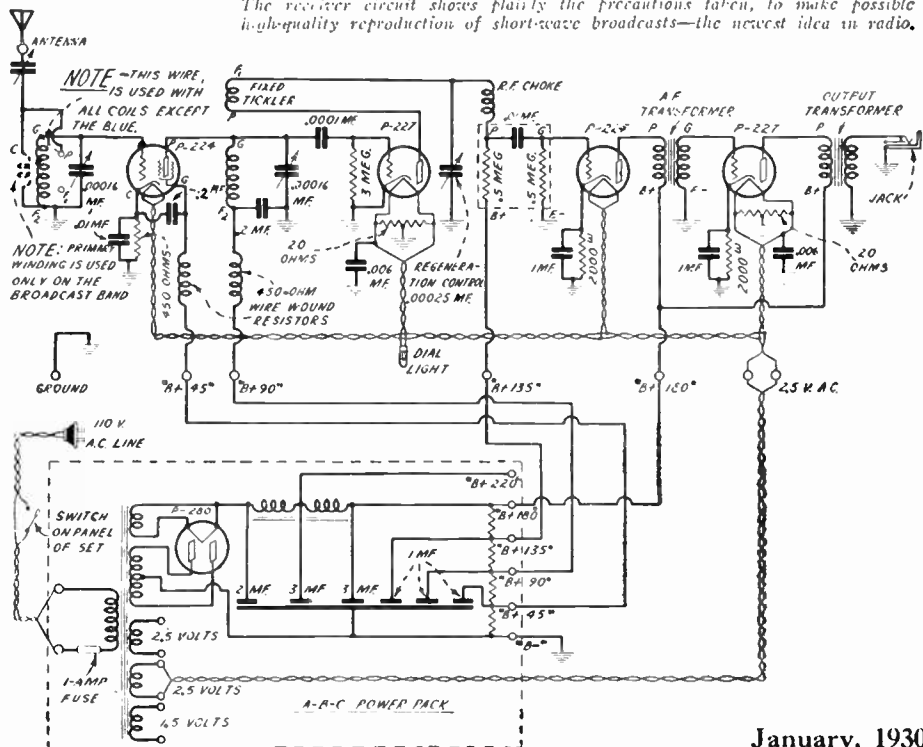 The receiver circuit shows plainly the precautions taken, to make possible
high-quality reproduction of short-wave broadcasts—the newest idea in radio.
ANTENNA
NOTE –THIS WIRE,
IS USED WITH
ALL COILS EXCEPT
THE BLUE.
FIXED
TICKLER
F1
P
R.F. CHOKE
A.F.
TRANSFORMER
OUTPUT
TRANSFORMER
G
C
P
F2
P-224
C
P
G
.0001 MF.
P-227
P
.01 MF.
G
P
G
P-227
P
.00016
MF.
.01 MF.
.2 MF.
G
F2
.00016
MF.
3 MEG.
.5 MEG.
.5 MEG.
B+
F-
B+
F-
B+
JACK
NOTE: PRIMARY
WINDING IS USED
ONLY ON THE
BROADCAST BAND
450 OHMS
.2 MF.
20
OHMS
.006
MF.
REGENERA-
TION CONTROL
.00025 MF.
1 MF.
2000 ω
1 MF.
2000 ω
.006
MF.
20
OHMS
450-OHM
WIRE WOUND
RESISTORS
DIAL
LIGHT
GROUND
"B+ 45"
"B+90"
"B+135"
"B+180"
2.5 V. A.C.
110 V.
A.C. LINE
SWITCH
ON PANEL
OF SET
P-280
"B+220"
"B+180"
"B+135"
"B+90"
"B+45"
"B-"
2 MF.
3 MF.
3 MF.
1 MF.
2.5 VOLTS
2.5 VOLTS
1.5 VOLTS
1-AMP
FUSE
A-B-C POWER PACK
January, 1930